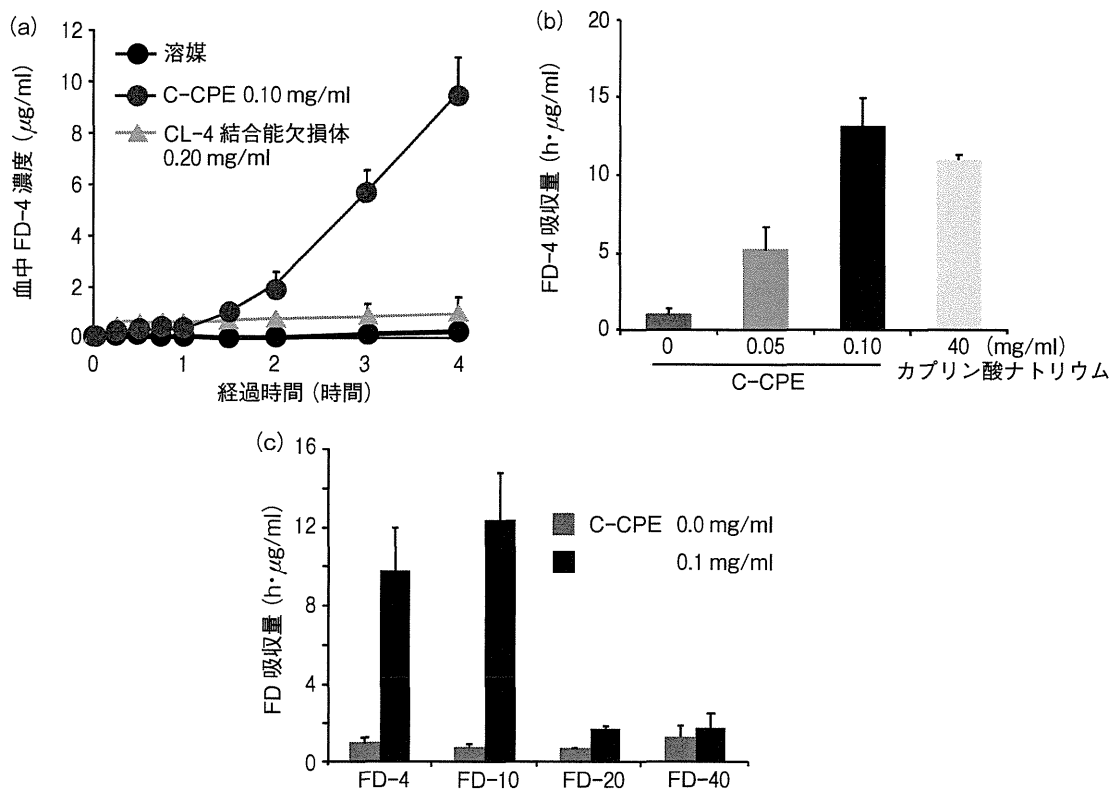 (a)
血中 FD-4 濃度 (μg/ml)
12
10
8
6
4
2
0
溶媒
C-CPE 0.10 mg/ml
CL-4 結合能欠損体
0.20 mg/ml
0 1 2 3 4
経過時間 (時間)
(b)
FD-4 吸収量 (h・μg/ml)
20
15
10
5
0
0 0.05 0.10 40 (mg/ml)
C-CPE カプリン酸ナトリウム
(c)
FD 吸収量 (h・μg/ml)
16
12
8
4
0
C-CPE 0.0 mg/ml
0.1 mg/ml
FD-4 FD-10 FD-20 FD-40